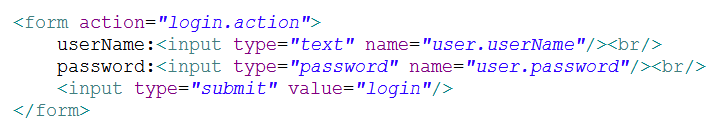 <form action="login.action">
userName:<input type="text" name="user.userName"/><br/>
password:<input type="password" name="user.password"/><br/>
<input type="submit" value="login"/>
</form>